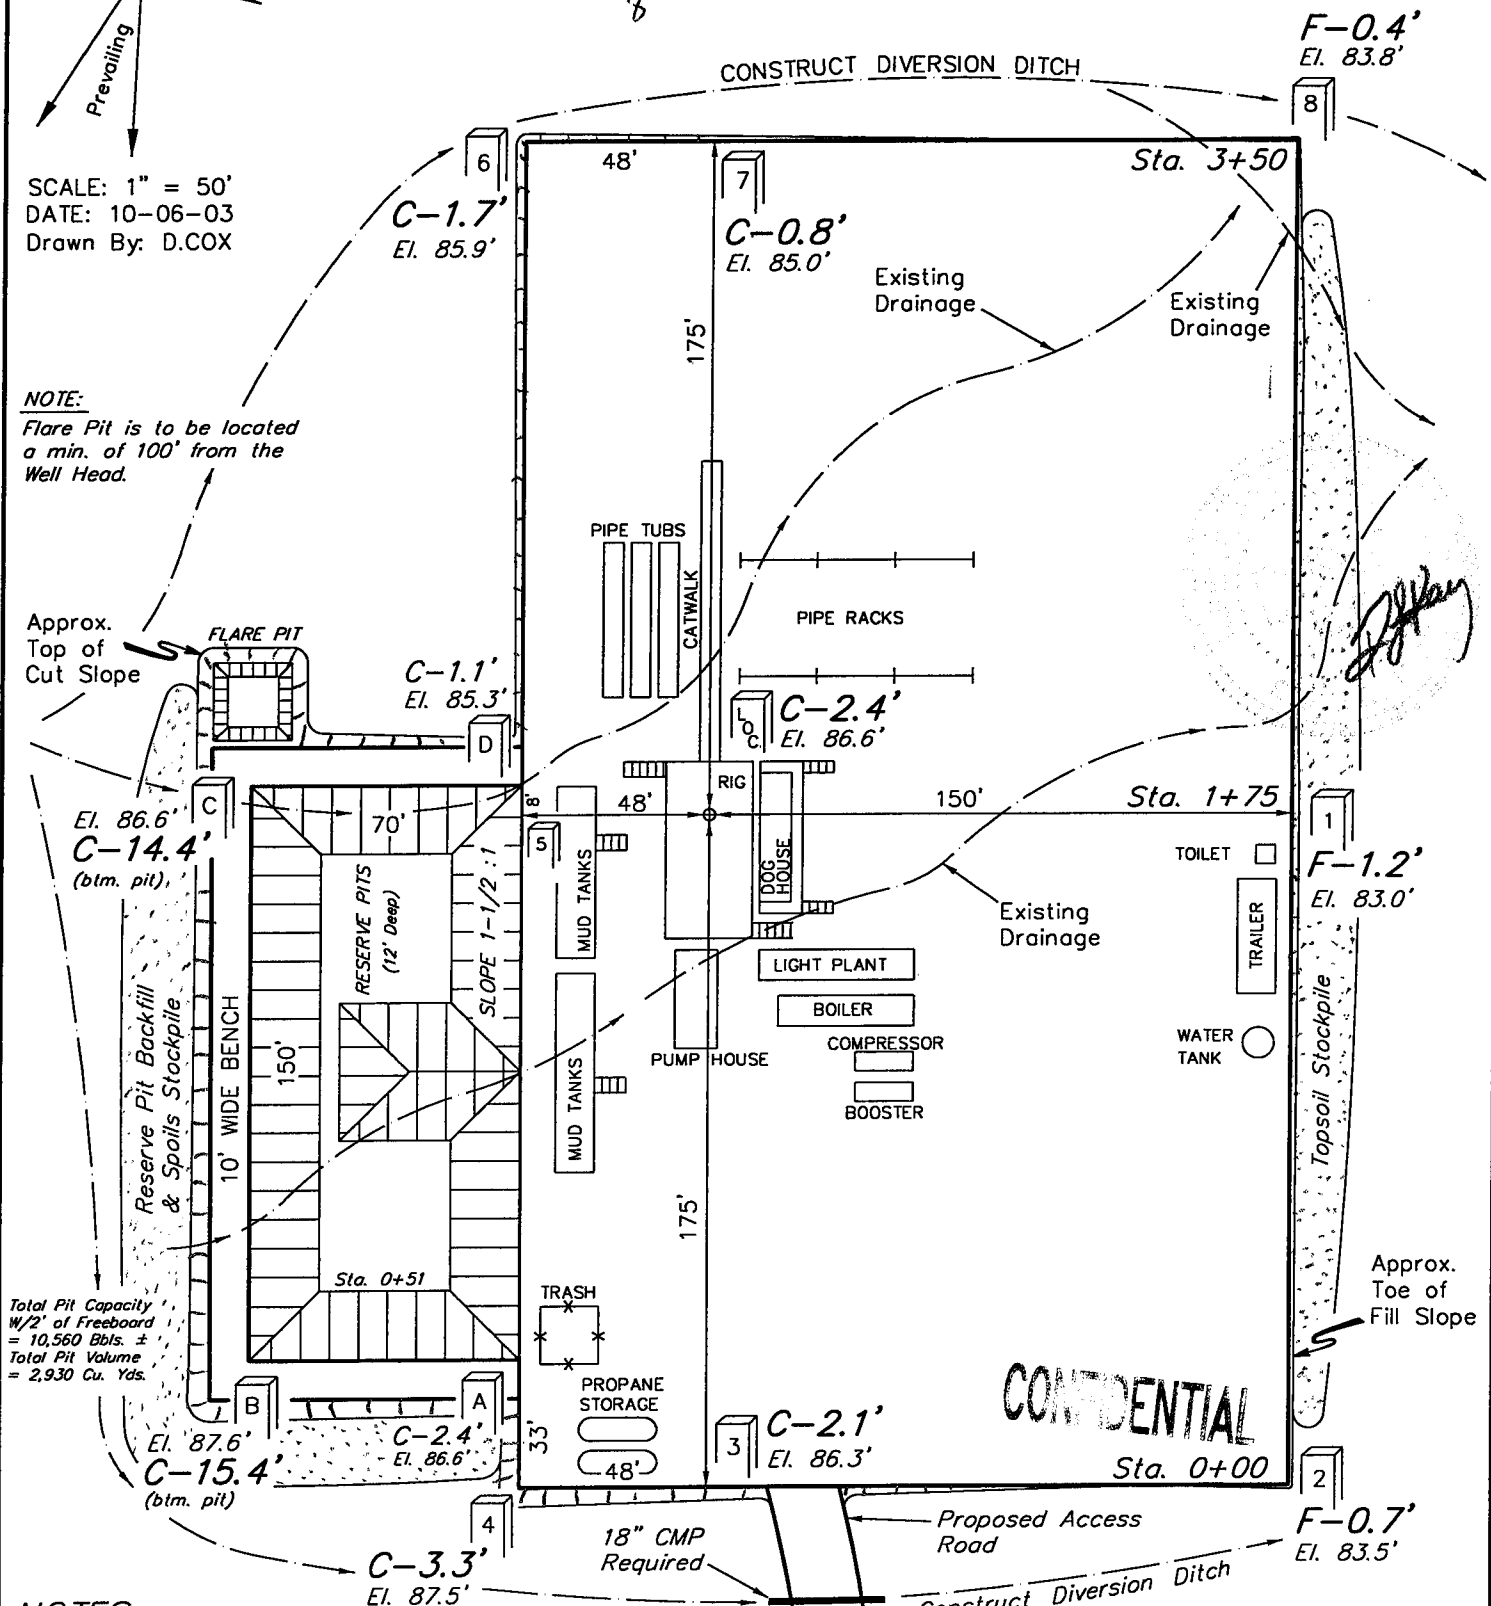 Prevailing
SCALE: 1" = 50'
DATE: 10-06-03
Drawn By: D.COX
CONSTRUCT DIVERSION DITCH
F-0.4'
El. 83.8'
8
6
C-1.7'
El. 85.9'
48'
7
C-0.8'
El. 85.0'
Sta. 3+50
175'
Existing
Drainage
Existing
Drainage
NOTE:
Flare Pit is to be located
a min. of 100' from the
Well Head.
PIPE TUBS
CATWALK
PIPE RACKS
Approx.
Top of
Cut Slope
FLARE PIT
C-1.1'
El. 85.3'
D
LOC.
C-2.4'
El. 86.6'
RIG
C
El. 86.6'
C-14.4'
(btm. pit)
70'
8'
48'
150'
Sta. 1+75
5
1
F-1.2'
El. 83.0'
TOILET
TRAILER
DOG
HOUSE
MUD TANKS
RESERVE PITS
(12' Deep)
SLOPE 1-1/2 : 1
Existing
Drainage
LIGHT PLANT
BOILER
PUMP HOUSE
COMPRESSOR
BOOSTER
WATER
TANK
MUD TANKS
10' WIDE BENCH
150'
Reserve Pit Backfill
& Spoils Stockpile
Topsoil Stockpile
175'
Sta. 0+51
TRASH
Total Pit Capacity
W/2' of Freeboard
= 10,560 Bbls. ±
Total Pit Volume
= 2,930 Cu. Yds.
Approx.
Toe of
Fill Slope
PROPANE
STORAGE
CONFIDENTIAL
B
El. 87.6'
C-15.4'
(btm. pit)
A
C-2.4'
El. 86.6'
33'
48'
3
C-2.1'
El. 86.3'
Sta. 0+00
2
F-0.7'
El. 83.5'
4
C-3.3'
El. 87.5'
18" CMP
Required
Proposed Access
Road
Construct Diversion Ditch
NOTES